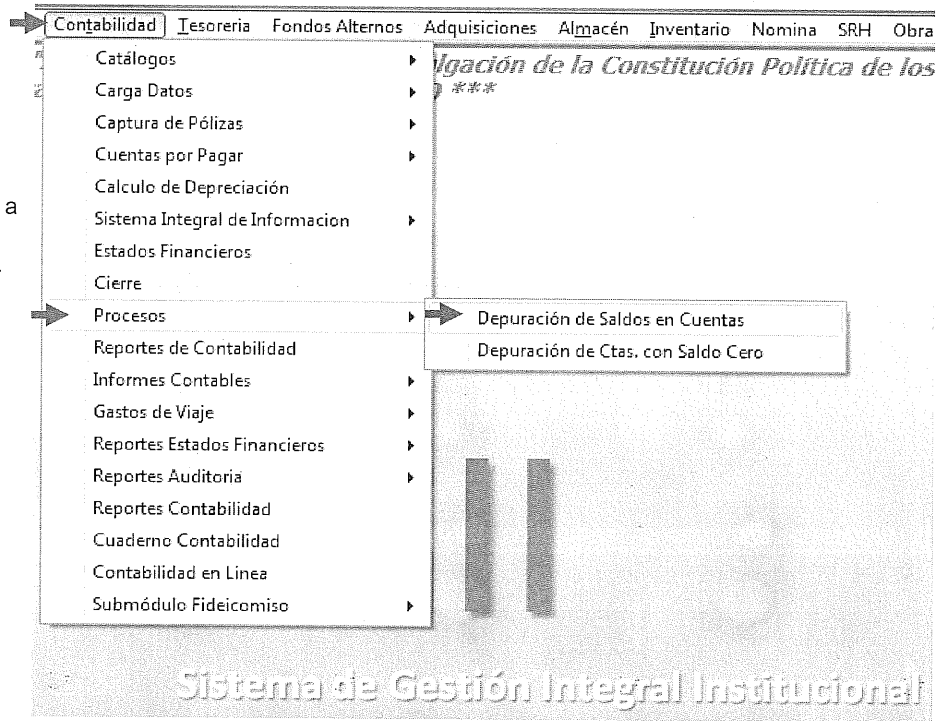 Contabilidad Tesoreria Fondos Alternos Adquisiciones Almacén Inventario Nomina SRH Obra
lgación de la Constitución Política de los
***
Catálogos
Carga Datos
Captura de Pólizas
Cuentas por Pagar
Calculo de Depreciación
a
Sistema Integral de Informacion
Estados Financieros
Cierre
Procesos
Depuración de Saldos en Cuentas
Reportes de Contabilidad
Depuración de Ctas. con Saldo Cero
Informes Contables
Gastos de Viaje
Reportes Estados Financieros
Reportes Auditoria
Reportes Contabilidad
Cuaderno Contabilidad
Contabilidad en Linea
Submódulo Fideicomiso
Sistema de Gestión Integral Institucional